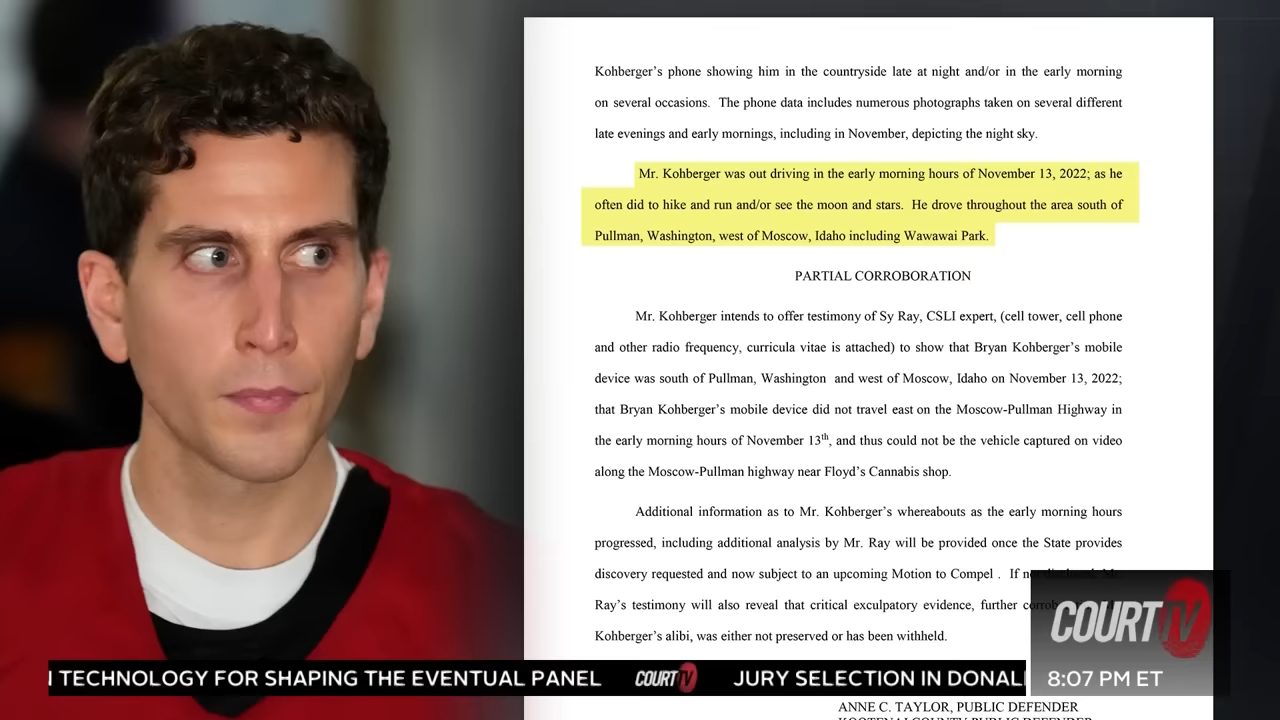 Kohberger's phone showing him in the countryside late at night and/or in the early morning
on several occasions. The phone data includes numerous photographs taken on several different
late evenings and early mornings, including in November, depicting the night sky.
Mr. Kohberger was out driving in the early morning hours of November 13, 2022; as he
often did to hike and run and/or see the moon and stars. He drove throughout the area south of
Pullman, Washington, west of Moscow, Idaho including Wawawai Park.
PARTIAL CORROBORATION
Mr. Kohberger intends to offer testimony of Sy Ray, CSLI expert, (cell tower, cell phone
and other radio frequency, curricula vitae is attached) to show that Bryan Kohberger's mobile
device was south of Pullman, Washington and west of Moscow, Idaho on November 13, 2022;
that Bryan Kohberger's mobile device did not travel east on the Moscow-Pullman Highway in
the early morning hours of November 13th, and thus could not be the vehicle captured on video
along the Moscow-Pullman highway near Floyd's Cannabis shop.
Additional information as to Mr. Kohberger's whereabouts as the early morning hours
progressed, including additional analysis by Mr. Ray will be provided once the State provides
discovery requested and now subject to an upcoming Motion to Compel . If
Ray's testimony will also reveal that critical exculpatory evidence, further
Kohberger's alibi, was either not preserved or has been withheld.
COURT TV
TECHNOLOGY FOR SHAPING THE EVENTUAL PANEL COURT TV JURY SELECTION IN
8:07 PM ET
ANNE C. TAYLOR, PUBLIC DEFENDER
KOOTENAI COUNTY PUBLIC DEFENDER